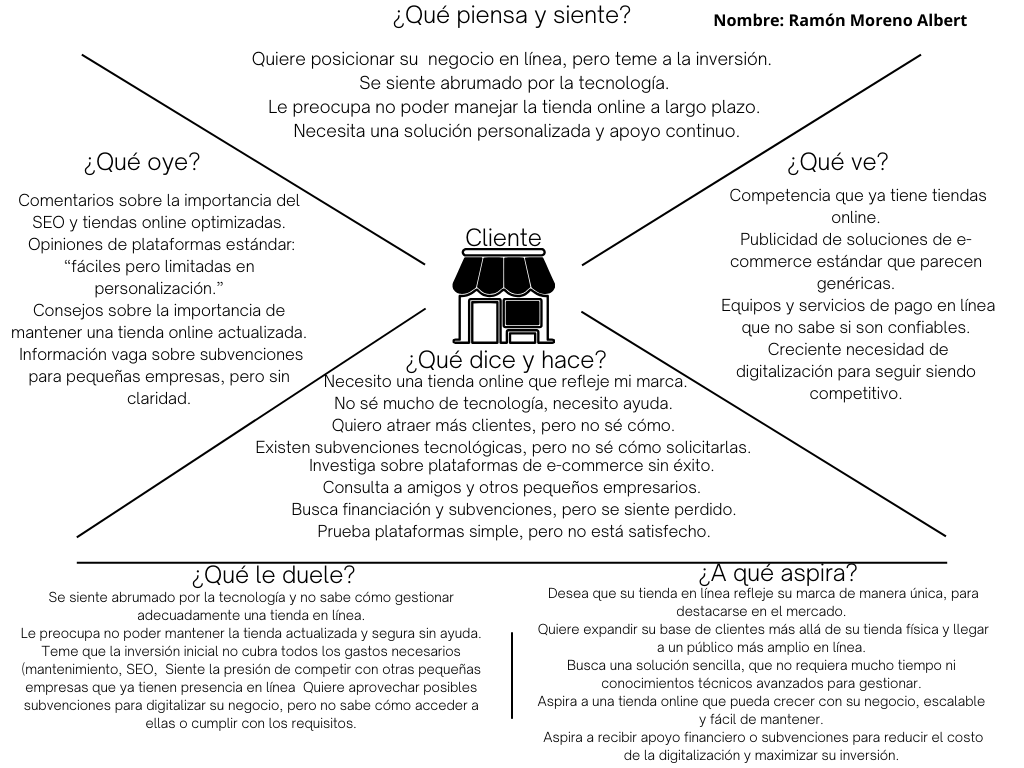 ¿Qué piensa y siente?
Nombre: Ramón Moreno Albert
Quiere posicionar su  negocio en línea, pero teme a la inversión.
Se siente abrumado por la tecnología.
Le preocupa no poder manejar la tienda online a largo plazo.
Necesita una solución personalizada y apoyo continuo.
¿Qué oye?
Comentarios sobre la importancia del
SEO y tiendas online optimizadas.
Opiniones de plataformas estándar:
“fáciles pero limitadas en
personalización.”
Consejos sobre la importancia de
mantener una tienda online actualizada.
Información vaga sobre subvenciones
para pequeñas empresas, pero sin
claridad.
¿Qué ve?
Competencia que ya tiene tiendas
online.
Publicidad de soluciones de e-
commerce estándar que parecen
genéricas.
Equipos y servicios de pago en línea
que no sabe si son confiables.
Creciente necesidad de
digitalización para seguir siendo
competitivo.
Cliente
¿Qué dice y hace?
Necesito una tienda online que refleje mi marca.
No sé mucho de tecnología, necesito ayuda.
Quiero atraer más clientes, pero no sé cómo.
Existen subvenciones tecnológicas, pero no sé cómo solicitarlas.
Investiga sobre plataformas de e-commerce sin éxito.
Consulta a amigos y otros pequeños empresarios.
Busca financiación y subvenciones, pero se siente perdido.
Prueba plataformas simple, pero no está satisfecho.
¿Qué le duele?
Se siente abrumado por la tecnología y no sabe cómo gestionar
adecuadamente una tienda en línea.
Le preocupa no poder mantener la tienda actualizada y segura sin ayuda.
Teme que la inversión inicial no cubra todos los gastos necesarios
(mantenimiento, SEO,  Siente la presión de competir con otras pequeñas
empresas que ya tienen presencia en línea  Quiere aprovechar posibles
subvenciones para digitalizar su negocio, pero no sabe cómo acceder a
ellas o cumplir con los requisitos.
¿A qué aspira?
Desea que su tienda en línea refleje su marca de manera única, para
destacarse en el mercado.
Quiere expandir su base de clientes más allá de su tienda física y llegar
a un público más amplio en línea.
Busca una solución sencilla, que no requiera mucho tiempo ni
conocimientos técnicos avanzados para gestionar.
Aspira a una tienda online que pueda crecer con su negocio, escalable
y fácil de mantener.
Aspira a recibir apoyo financiero o subvenciones para reducir el costo
de la digitalización y maximizar su inversión.